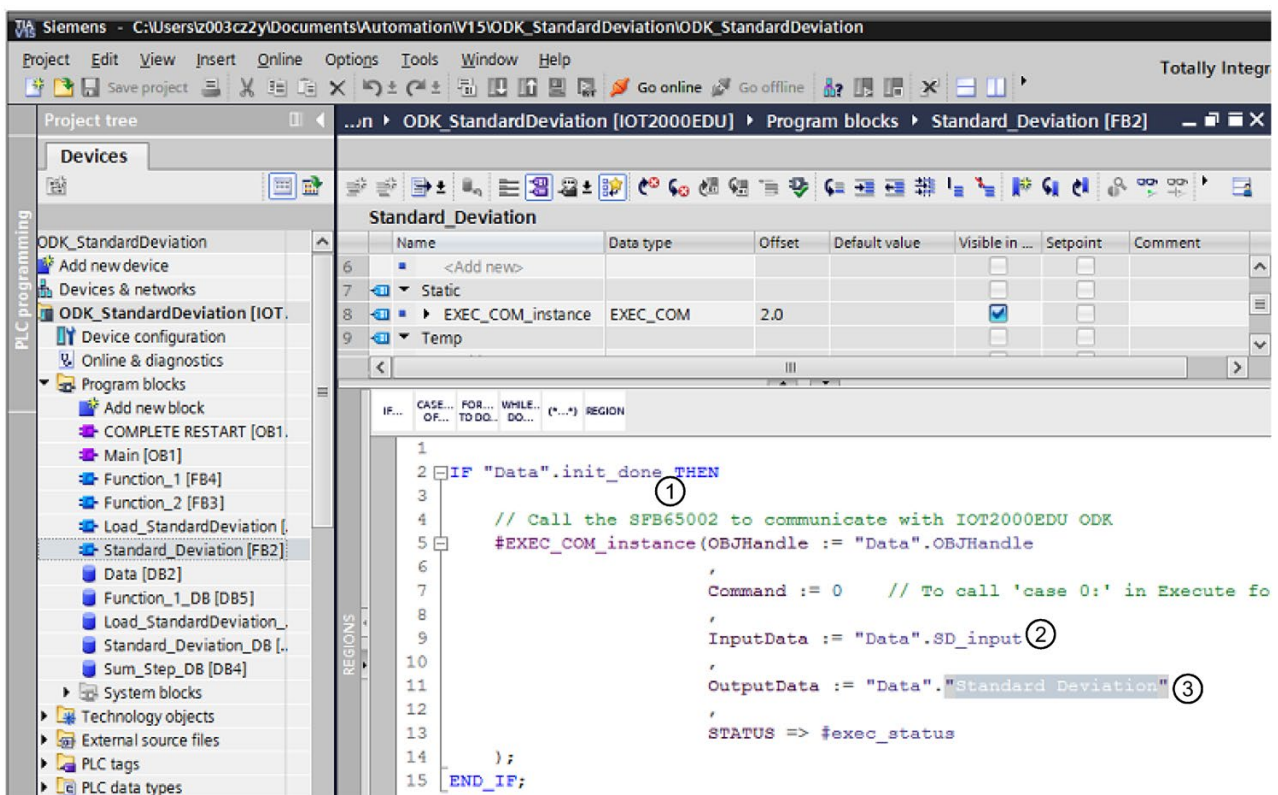 Siemens - C:\Users\z003cz2y\Documents\Automation\V15\ODK_StandardDeviation\ODK_StandardDeviation
Project Edit View Insert Online Options Tools Window Help
Totally Integr
Save project Go online Go offline
Project tree
...n ODK_StandardDeviation [IOT2000EDU] Program blocks Standard_Deviation [FB2]
Devices
PLC programming
ODK_StandardDeviation
Add new device
Devices & networks
ODK_StandardDeviation [IOT.
Device configuration
Online & diagnostics
Program blocks
Add new block
COMPLETE RESTART [OB1.
Main [OB1]
Function_1 [FB4]
Function_2 [FB3]
Load_StandardDeviation [.
Standard_Deviation [FB2]
Data [DB2]
Function_1_DB [DB5]
Load_StandardDeviation_.
Standard_Deviation_DB [..
Sum_Step_DB [DB4]
System blocks
Technology objects
External source files
PLC tags
PLC data types
Standard_Deviation
Name Data type Offset Default value Visible in ... Setpoint Comment
6 <Add new>
7 Static
8 EXEC_COM_instance EXEC_COM 2.0
9 Temp
IF... CASE... OF... FOR... TO DO.. WHILE.. DO... (*...*) REGION
REGIONS
1
2 IF "Data".init_done THEN
①
3
4 // Call the SFB65002 to communicate with IOT2000EDU ODK
5 #EXEC_COM_instance(OBJHandle := "Data".OBJHandle
6 ,
7 Command := 0 // To call 'case 0:' in Execute fo
8 ,
9 InputData := "Data".SD_input ②
10 ,
11 OutputData := "Data"."Standard Deviation" ③
12 ,
13 STATUS => #exec_status
14 );
15 END_IF;